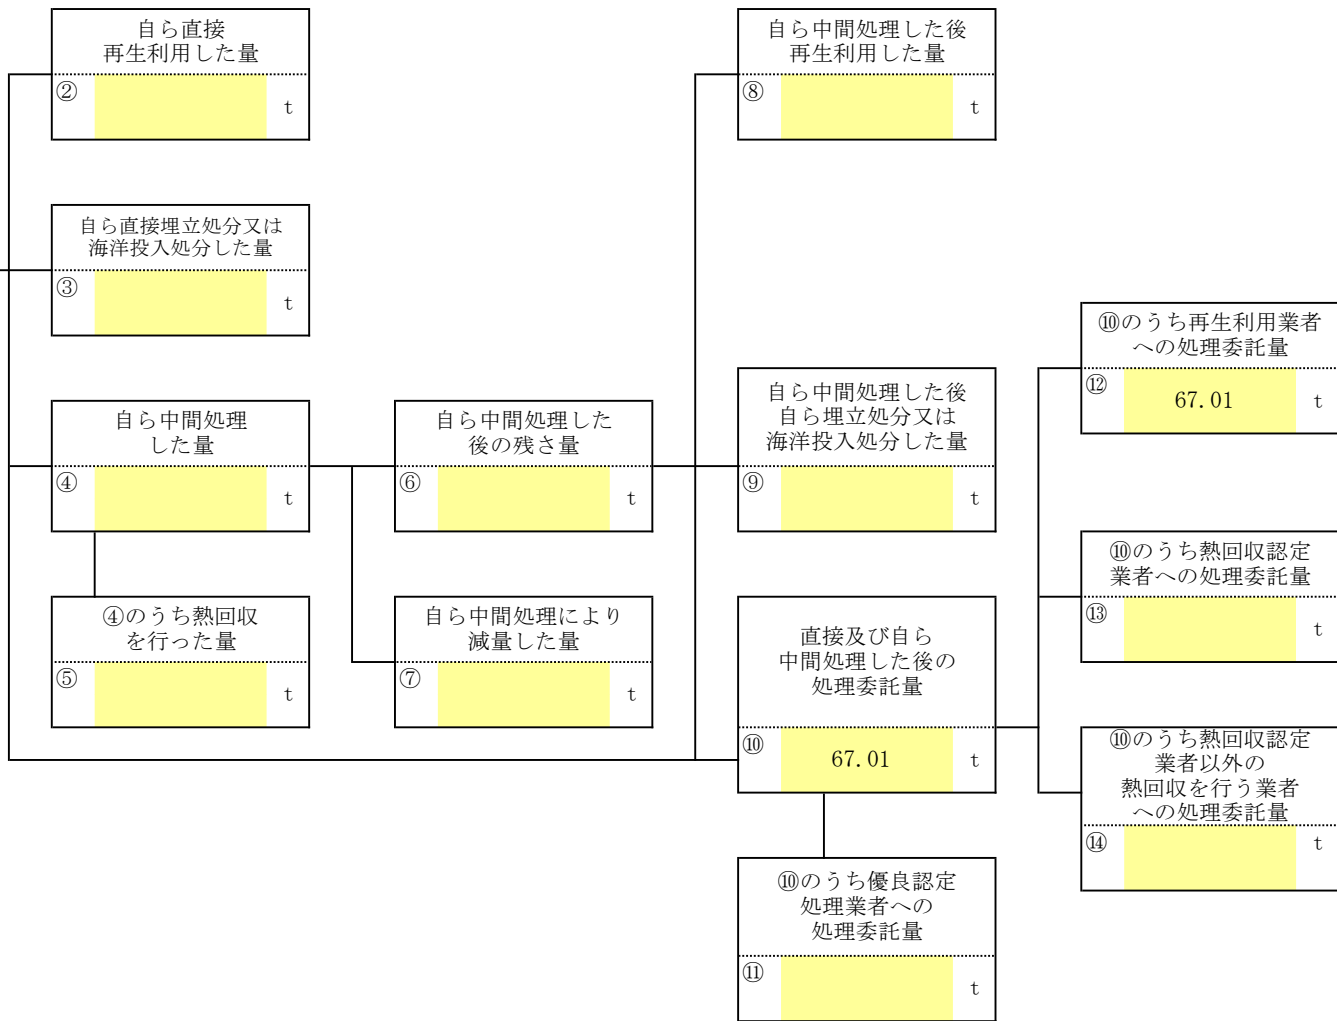 自ら直接
再生利用した量
②
t
自ら中間処理した後
再生利用した量
⑧
t
自ら直接埋立処分又は
海洋投入処分した量
③
t
⑩のうち再生利用業者
への処理委託量
⑫
67.01
t
自ら中間処理
した量
④
t
自ら中間処理した
後の残さ量
⑥
t
自ら中間処理した後
自ら埋立処分又は
海洋投入処分した量
⑨
t
⑩のうち熱回収認定
業者への処理委託量
⑬
t
④のうち熱回収
を行った量
⑤
t
自ら中間処理により
減量した量
⑦
t
直接及び自ら
中間処理した後の
処理委託量
⑩
67.01
t
⑩のうち熱回収認定
業者以外の
熱回収を行う業者
への処理委託量
⑭
t
⑩のうち優良認定
処理業者への
処理委託量
⑪
t